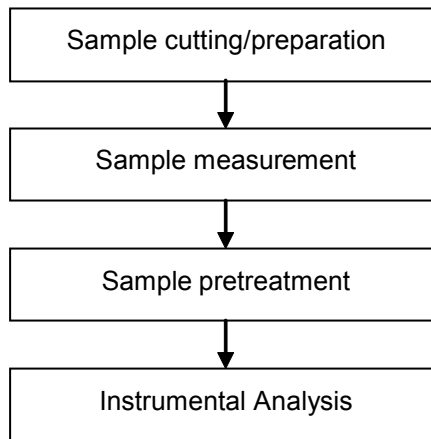 Sample cutting/preparation
Sample measurement
Sample pretreatment
Instrumental Analysis